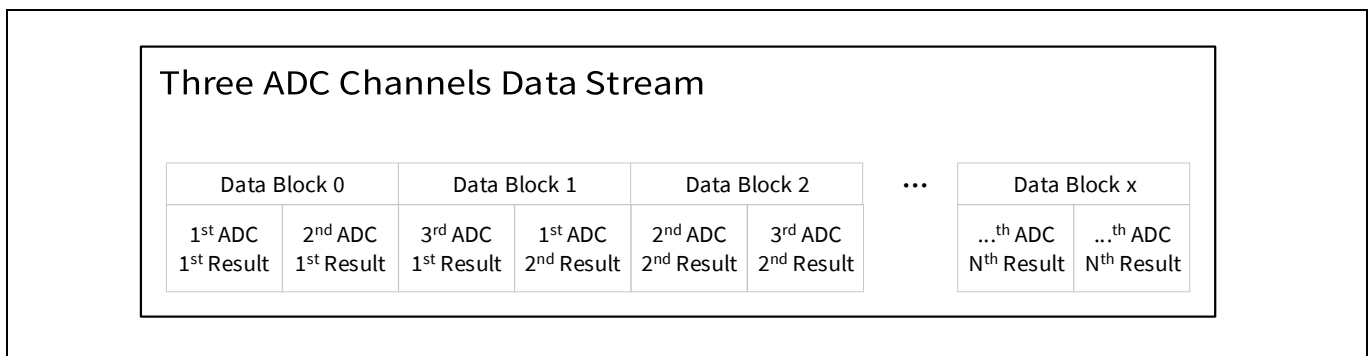 Three ADC Channels Data Stream
Data Block 0 Data Block 1 Data Block 2 ... Data Block x
1st ADC 2nd ADC 3rd ADC 1st ADC 2nd ADC 3rd ADC ...th ADC ...th ADC
1st Result 1st Result 1st Result 2nd Result 2nd Result 2nd Result Nth Result Nth Result